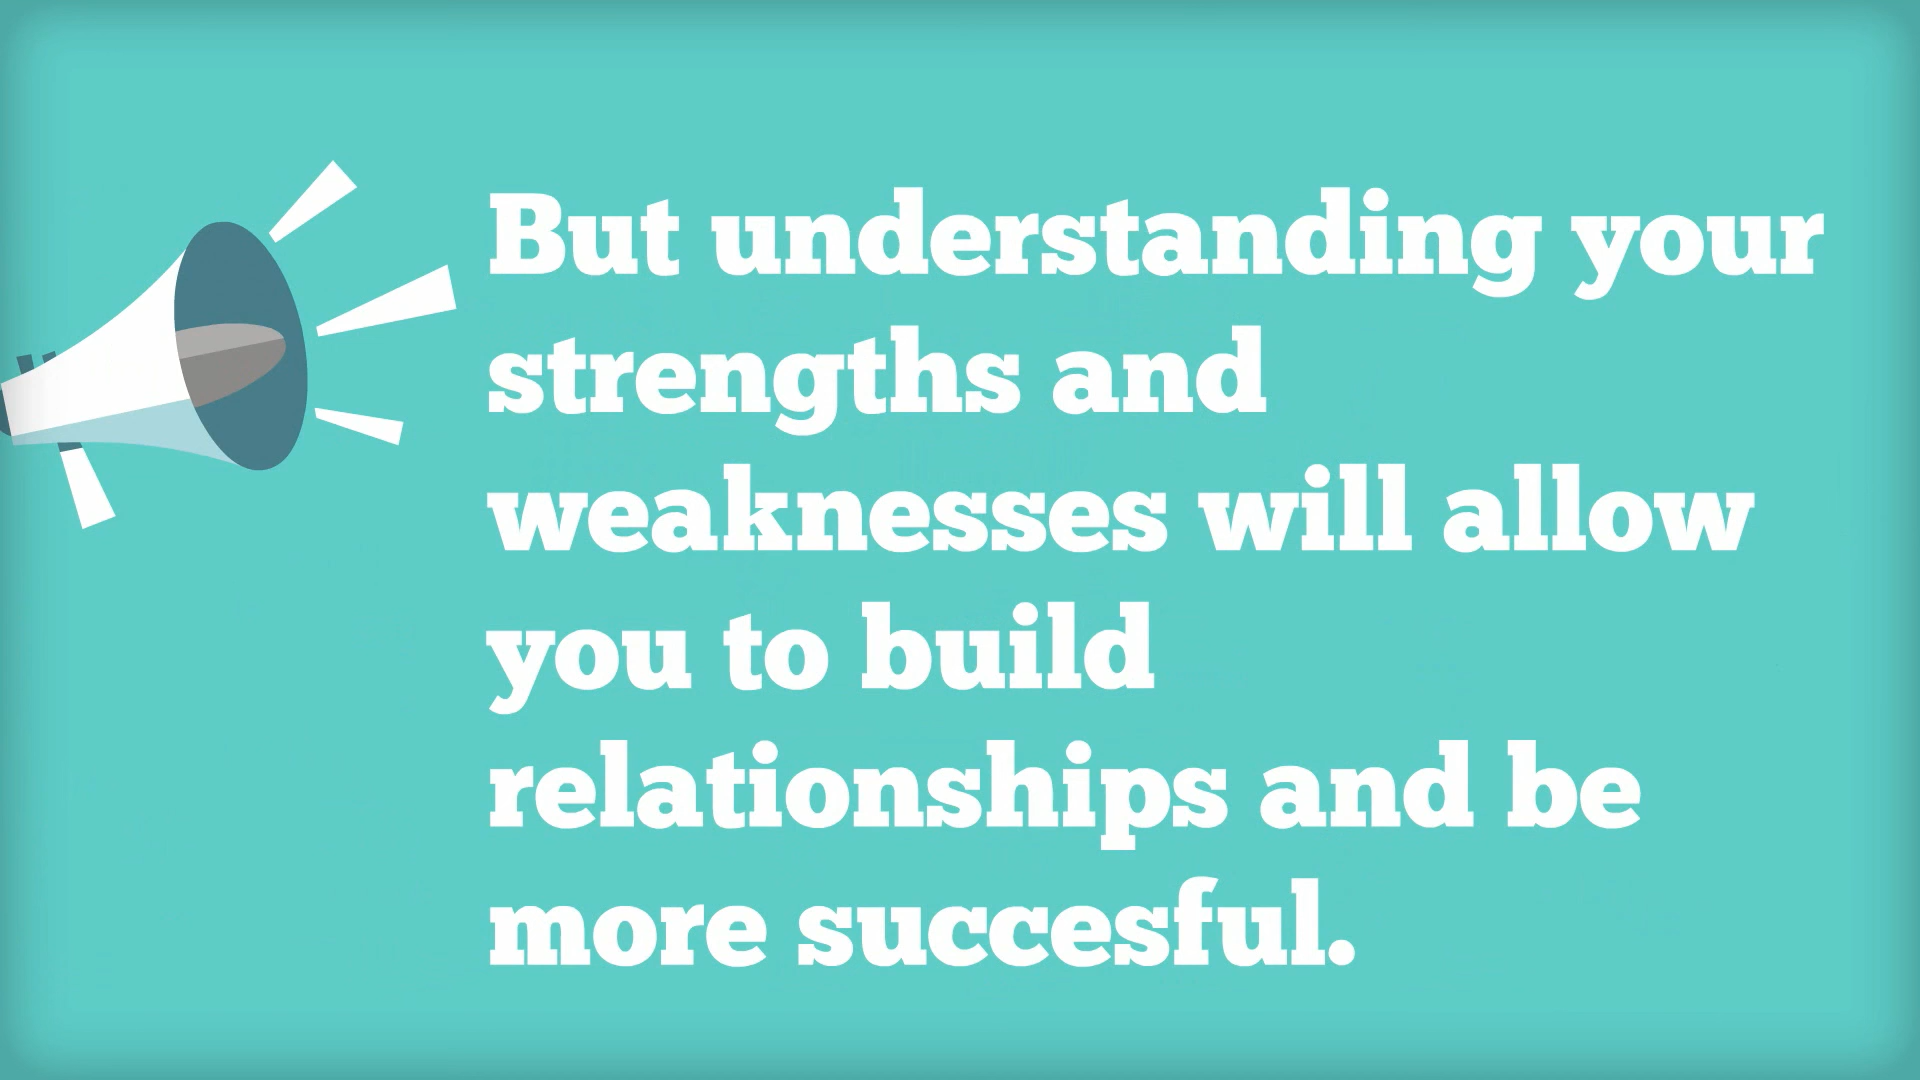 But understanding your
strengths and
weaknesses will allow
you to build
relationships and be
more succesful.